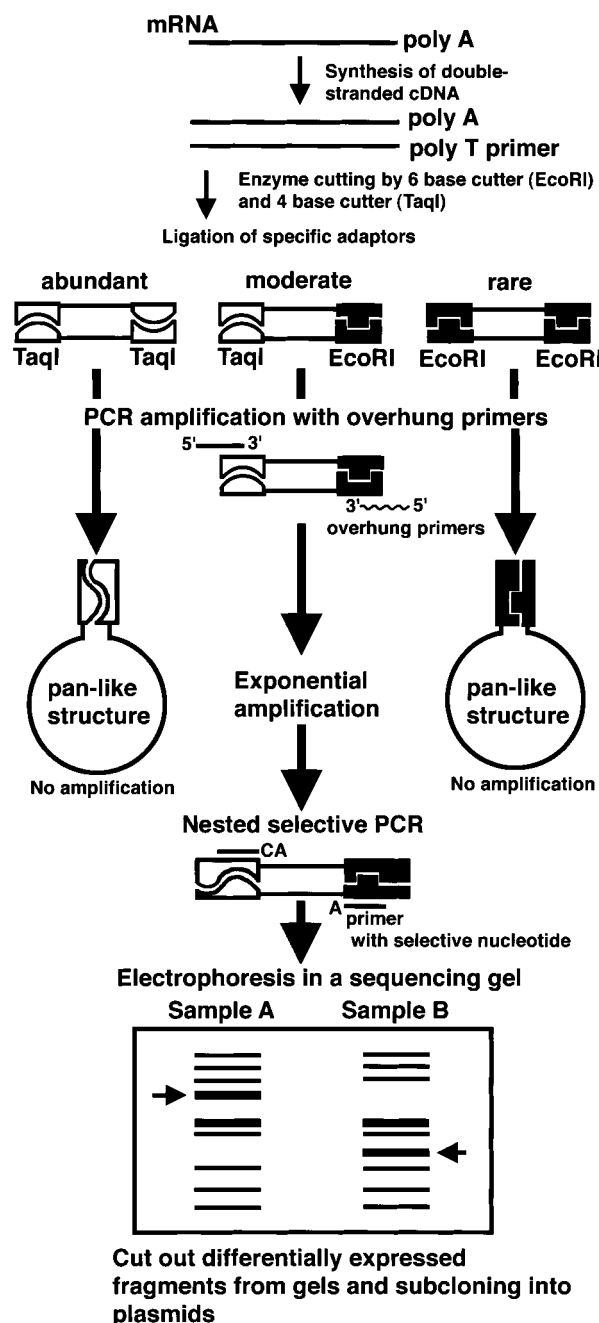 mRNA
poly A
Synthesis of double-
stranded cDNA
poly A
poly T primer
Enzyme cutting by 6 base cutter (EcoRI)
and 4 base cutter (TaqI)
Ligation of specific adaptors
abundant moderate rare
TaqI TaqI TaqI EcoRI EcoRI EcoRI
PCR amplification with overhung primers
5' 3'
3' 5'
overhung primers
pan-like
structure
No amplification
Exponential
amplification
pan-like
structure
No amplification
Nested selective PCR
CA
A
primer
with selective nucleotide
Electrophoresis in a sequencing gel
Sample A Sample B
Cut out differentially expressed
fragments from gels and subcloning into
plasmids